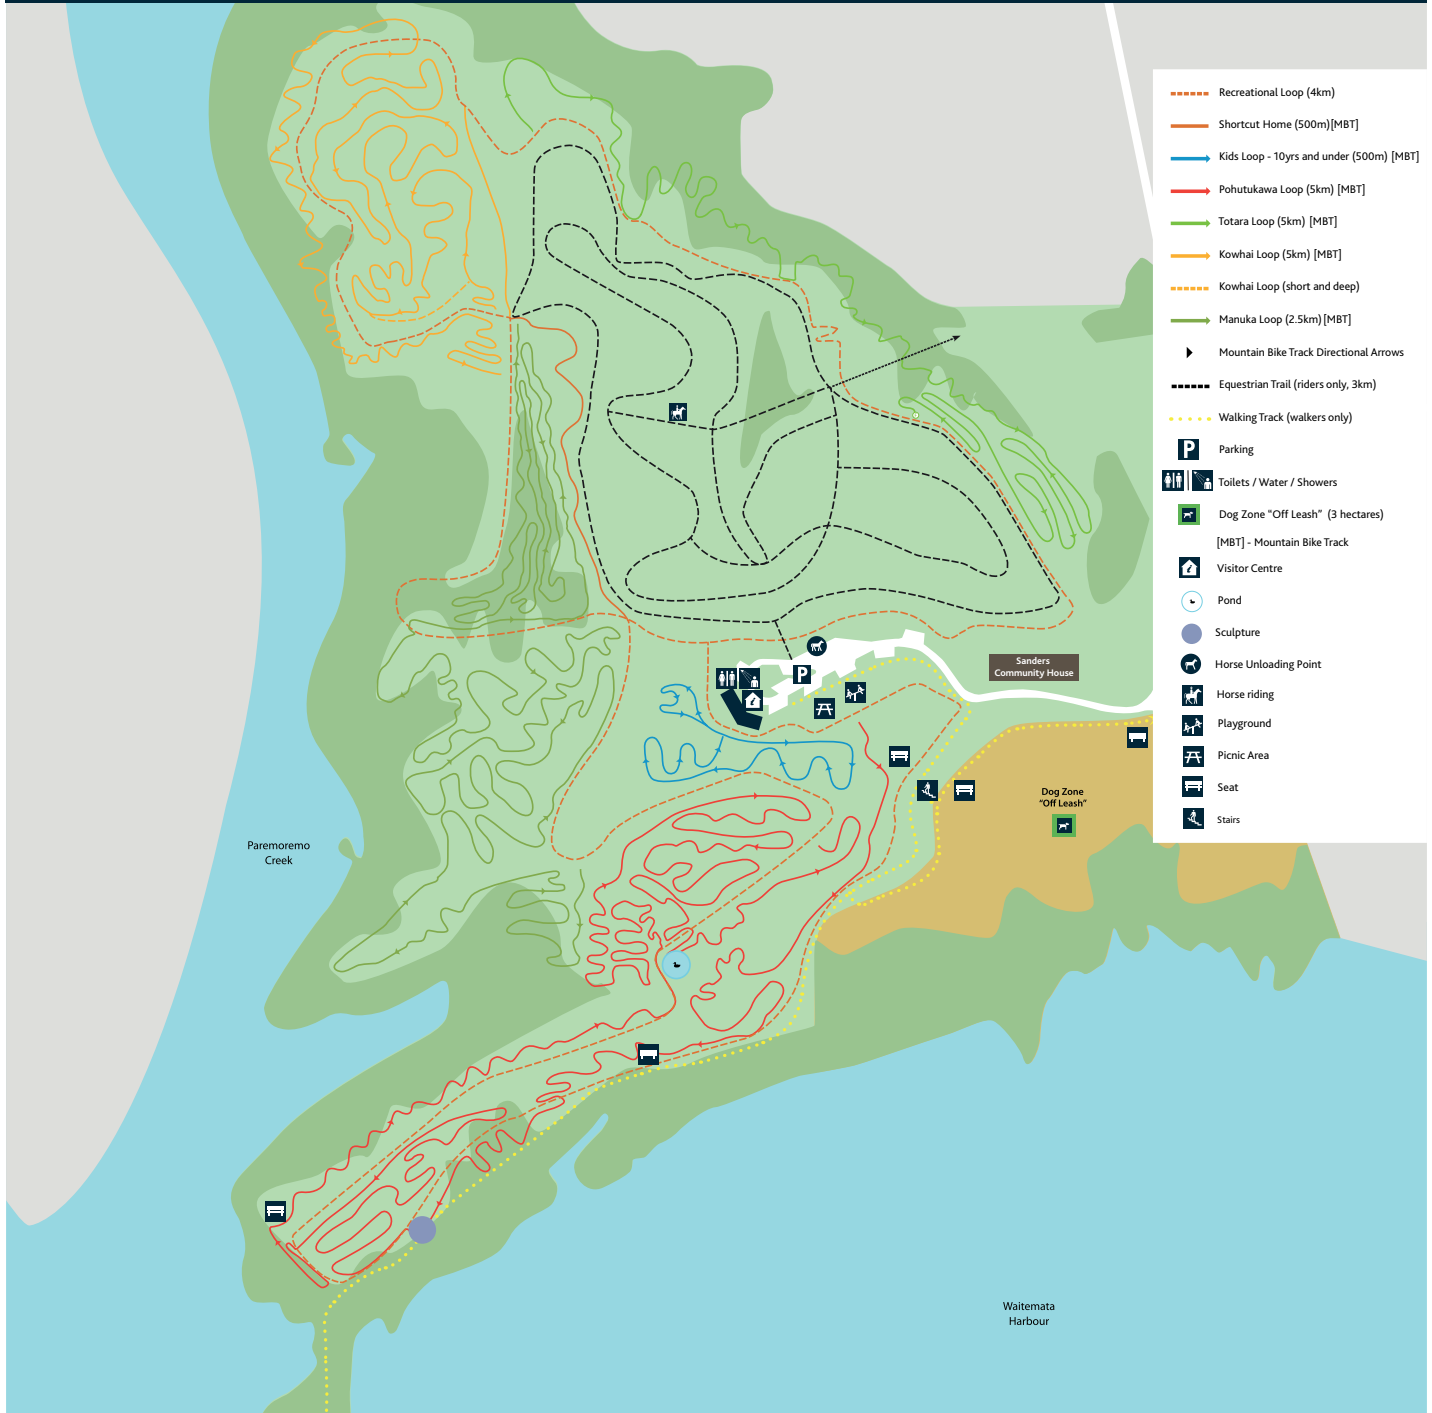 Recreational Loop (4km)
Shortcut Home (500m)[MBT]
Kids Loop - 10yrs and under (500m) [MBT]
Pohutukawa Loop (5km) [MBT]
Totara Loop (5km) [MBT]
Kowhai Loop (5km) [MBT]
Kowhai Loop (short and deep)
Manuka Loop (2.5km)[MBT]
Mountain Bike Track Directional Arrows
Equestrian Trail (riders only, 3km)
Walking Track (walkers only)
P Parking
Toilets / Water / Showers
Dog Zone “Off Leash” (3 hectares)
[MBT] - Mountain Bike Track
Visitor Centre
Pond
Sculpture
Horse Unloading Point
Horse riding
Playground
Picnic Area
Seat
Stairs
P
Sanders
Community House
Dog Zone
“Off Leash”
Paremoremo
Creek
Waitemata
Harbour